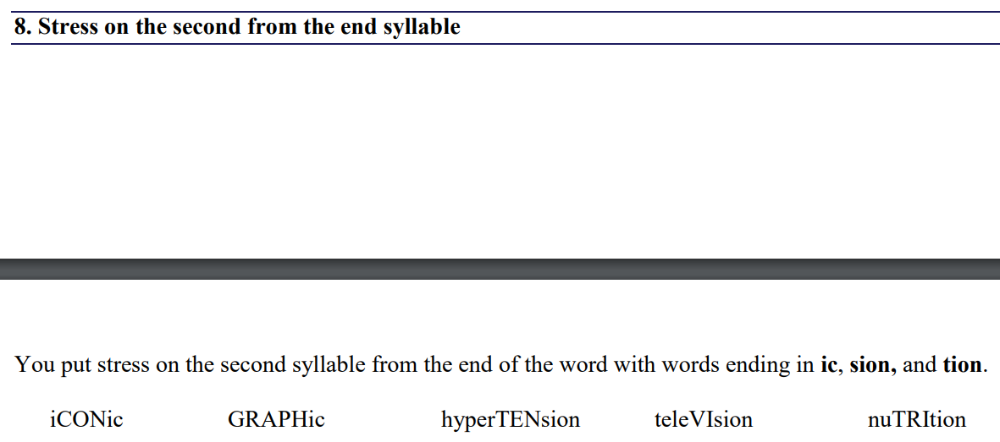 8. Stress on the second from the end syllable
You put stress on the second syllable from the end of the word with words ending in ic, sion, and tion.
iCONic GRAPHic hyperTENsion teleVIsion nuTRItion